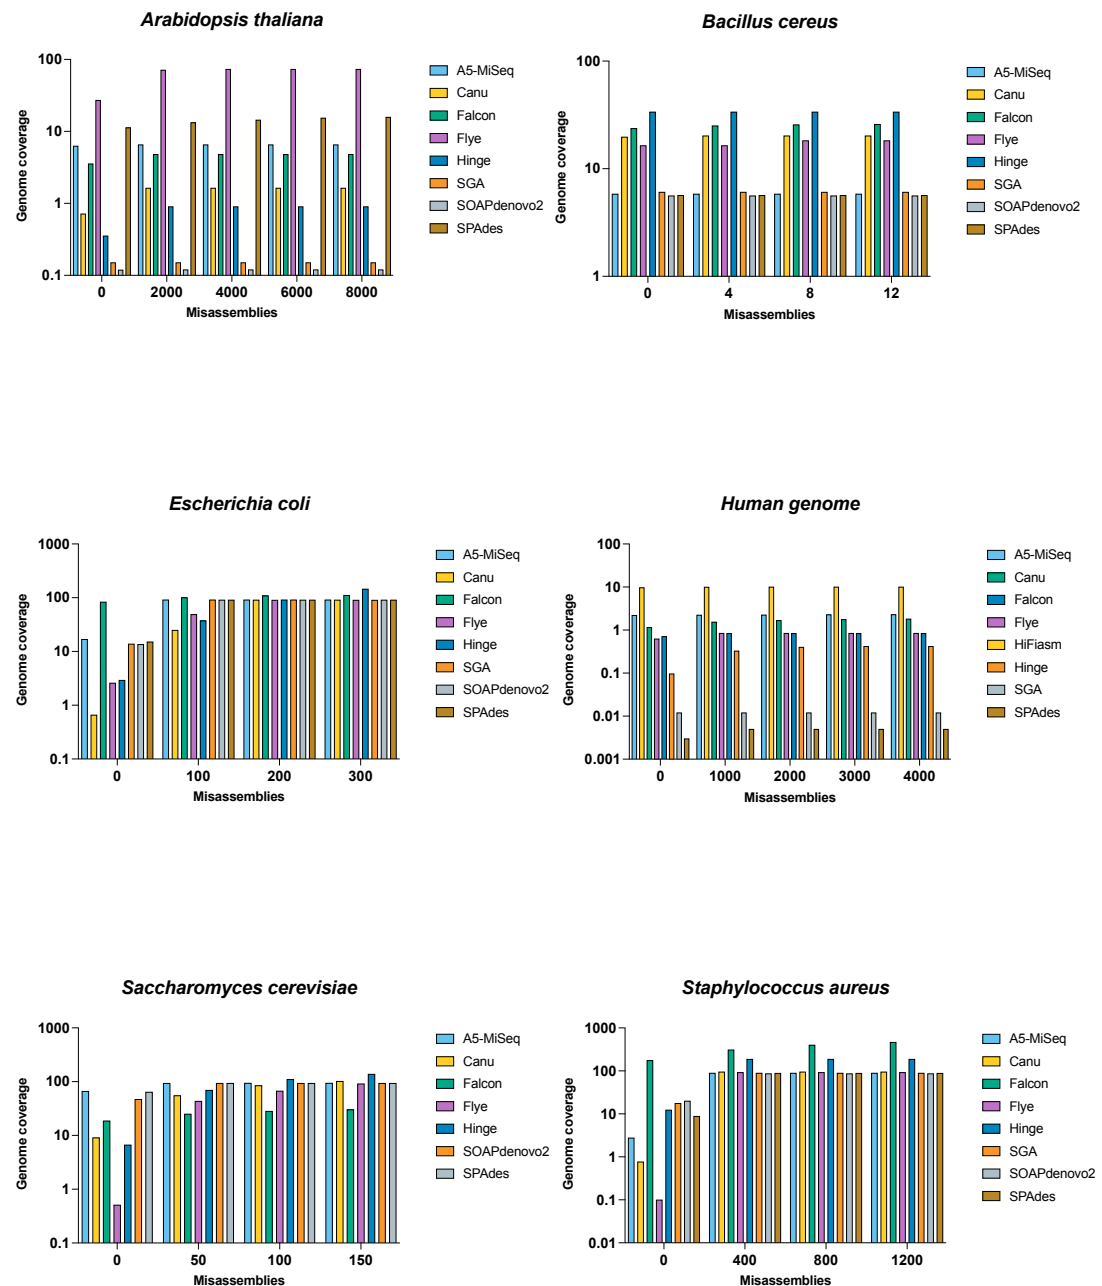 Arabidopsis thaliana
100
10
1
0.1
Genome coverage
0
2000
4000
6000
8000
Misassemblies
A5-MiSeq
Canu
Falcon
Flye
Hinge
SGA
SOAPdenovo2
SPAdes
Bacillus cereus
100
10
1
Genome coverage
0
4
8
12
Misassemblies
A5-MiSeq
Canu
Falcon
Flye
Hinge
SGA
SOAPdenovo2
SPAdes
Escherichia coli
1000
100
10
1
0.1
Genome coverage
0
100
200
300
Misassemblies
A5-MiSeq
Canu
Falcon
Flye
Hinge
SGA
SOAPdenovo2
SPAdes
Human genome
100
10
1
0.1
0.01
0.001
Genome coverage
0
1000
2000
3000
4000
Misassemblies
A5-MiSeq
Canu
Falcon
Flye
HiFiasm
Hinge
SGA
SPAdes
Saccharomyces cerevisiae
1000
100
10
1
0.1
Genome coverage
0
50
100
150
Misassemblies
A5-MiSeq
Canu
Falcon
Flye
Hinge
SOAPdenovo2
SPAdes
Staphylococcus aureus
1000
100
10
1
0.1
0.01
Genome coverage
0
400
800
1200
Misassemblies
A5-MiSeq
Canu
Falcon
Flye
Hinge
SGA
SOAPdenovo2
SPAdes